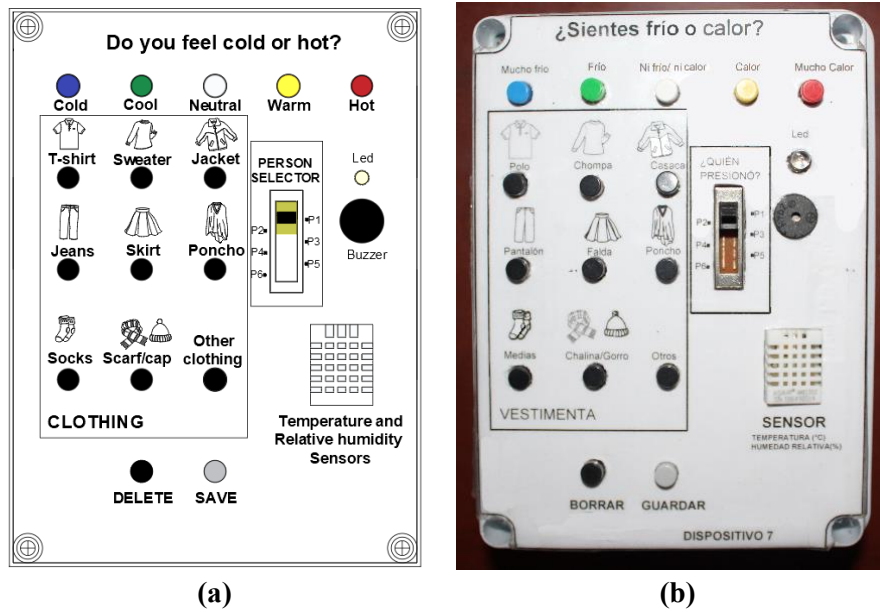 Do you feel cold or hot?
Cold Cool Neutral Warm Hot
T-shirt Sweater Jacket
Jeans Skirt Poncho
Socks Scarf/cap Other
clothing
CLOTHING
PERSON
SELECTOR
P1
P2
P3
P4
P5
P6
Led
Buzzer
Temperature and
Relative humidity
Sensors
DELETE SAVE
(a)
¿Sientes frío o calor?
Mucho frío Frío Ni frío/ ni calor Calor Mucho Calor
Polo Chompa Casaca
Pantalón Falda Poncho
Medias Chalina/Gorro Otros
VESTIMENTA
¿QUIÉN
PRESIONÓ?
P1
P2
P3
P4
P5
P6
Led
SENSOR
TEMPERATURA (°C)
HUMEDAD RELATIVA(%)
BORRAR GUARDAR
DISPOSITIVO 7
(b)